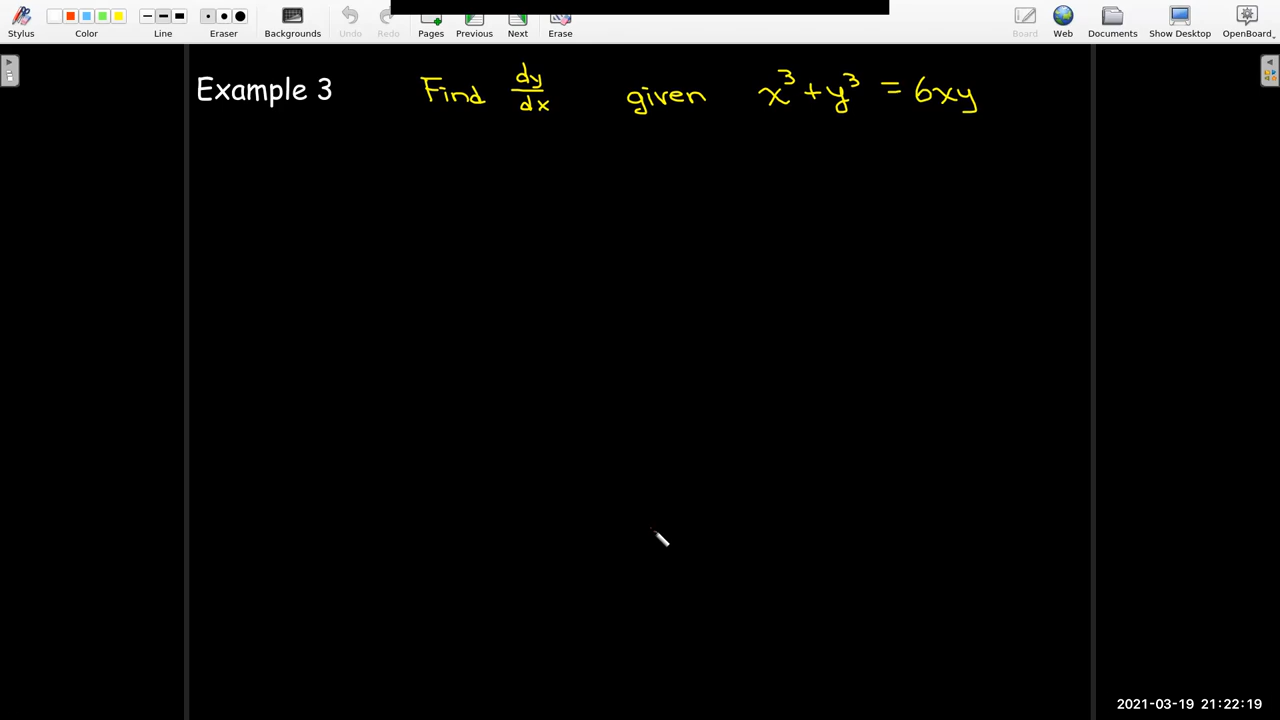 Stylus Color Line Eraser Backgrounds Undo Redo Pages Previous Next Erase Board Web Documents Show Desktop OpenBoard
Example 3 Find dy/dx given x³ + y³ = 6xy
2021-03-19 21:22:19